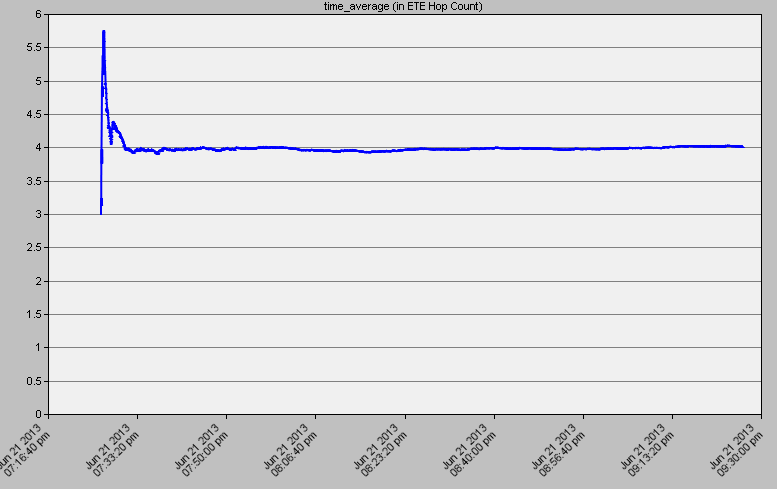 time_average (in ETE Hop Count)
6
5.5
5
4.5
4
3.5
3
2.5
2
1.5
1
0.5
0
Jun 21 2013
07:16:40 pm
Jun 21 2013
07:33:20 pm
Jun 21 2013
07:50:00 pm
Jun 21 2013
08:06:40 pm
Jun 21 2013
08:23:20 pm
Jun 21 2013
08:40:00 pm
Jun 21 2013
08:56:40 pm
Jun 21 2013
09:13:20 pm
Jun 21 2013
09:30:00 pm